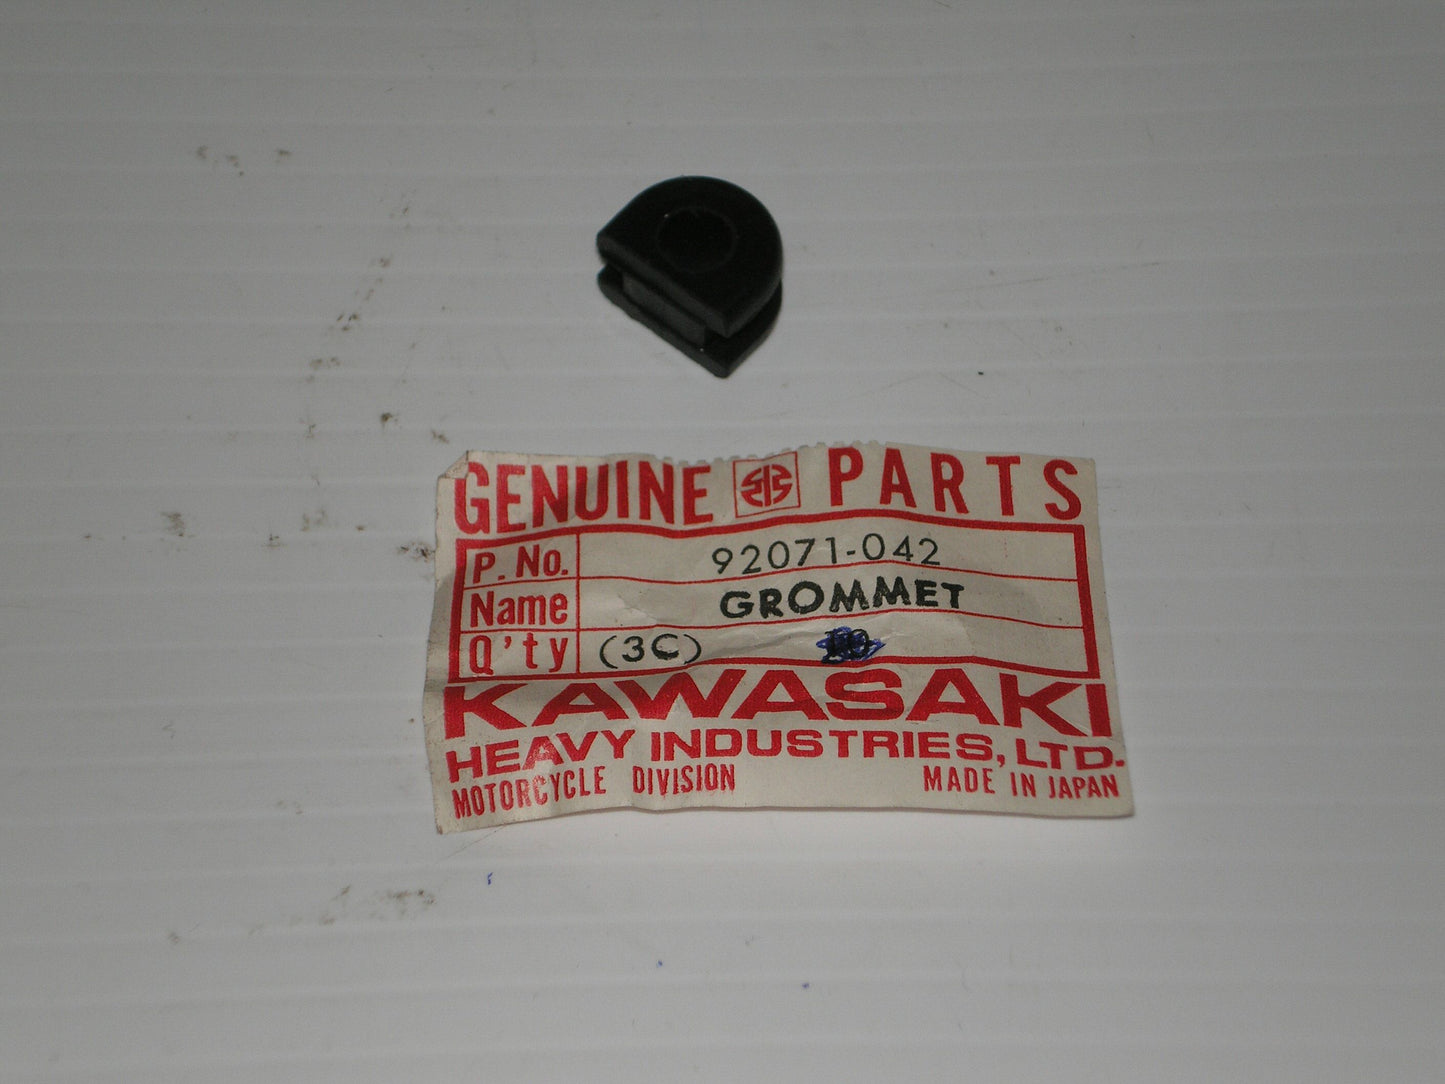 GENUINE PARTS
P. No. 92071-042
Name GROMMET
Q'ty (3C)
KAWASAKI
HEAVY INDUSTRIES, LTD.
MOTORCYCLE DIVISION MADE IN JAPAN